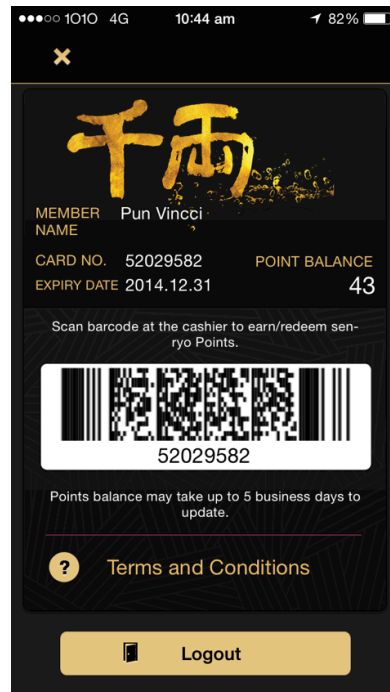 1O1O 4G 10:44 am 82%
千両
MEMBER NAME Pun Vincci
CARD NO. 52029582
POINT BALANCE
EXPIRY DATE 2014.12.31
43
Scan barcode at the cashier to earn/redeem sen-
ryo Points.
52029582
Points balance may take up to 5 business days to
update.
? Terms and Conditions
Logout